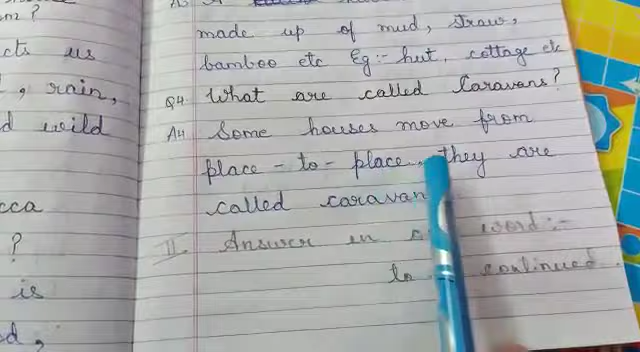 m?
cts us
, rain,
d wild
cca
?
is
d,
made up of mud, straw,
bamboo etc Eg:- hut, cottage etc
Q4 What are called Caravans?
A4 Some houses move from
place-to-place, they are
called caravan
II. Answer in word:-
to continued.